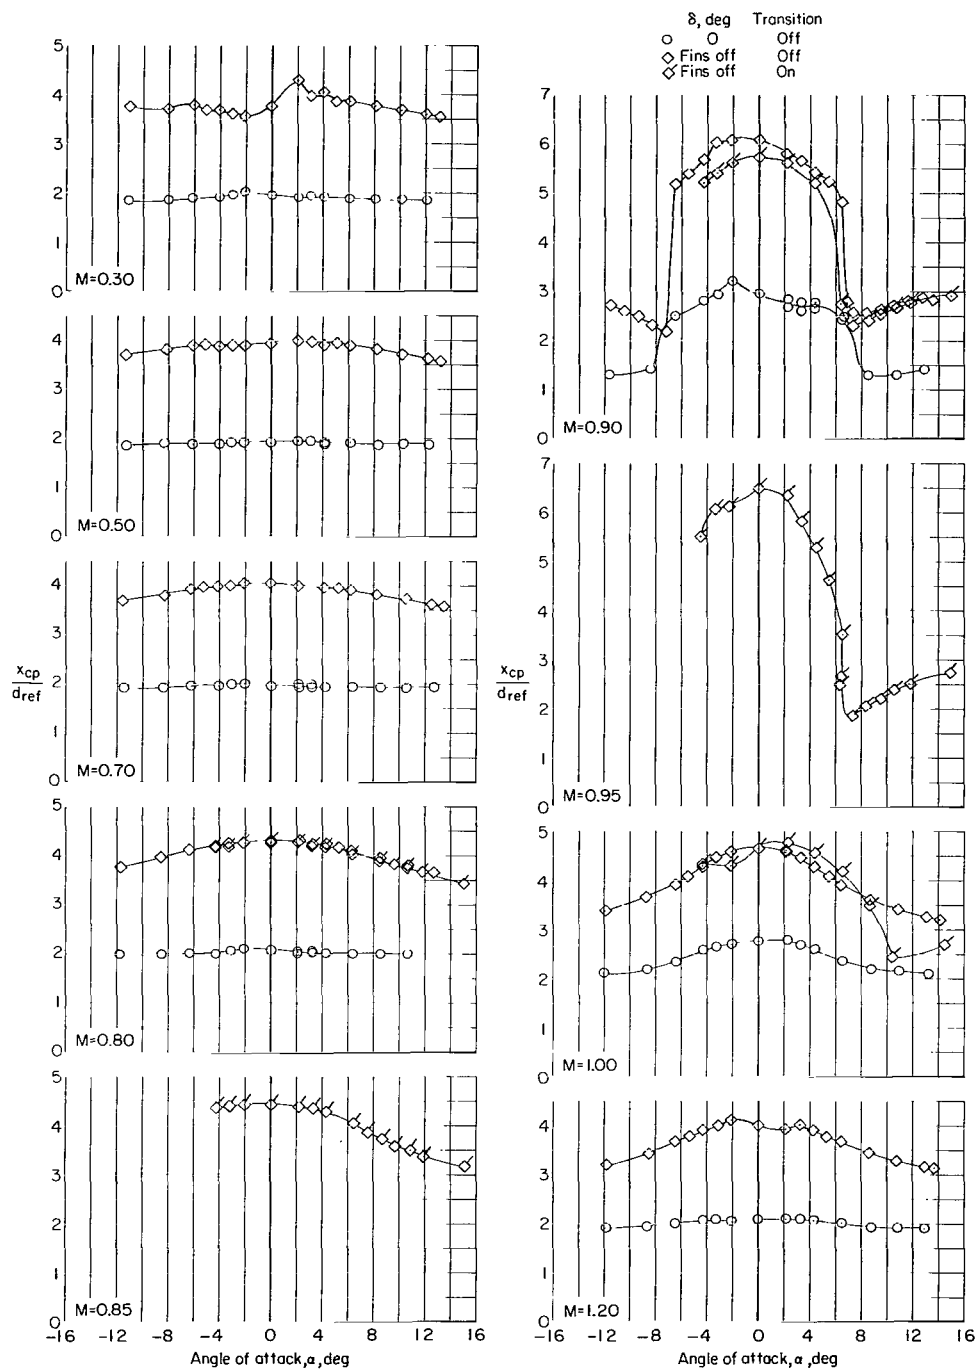 δ, deg Transition
O Off
Fins off Off
Fins off On
5
4
3
2
1
0
M=0.30
5
4
3
2
1
0
M=0.50
4
3
2
1
0
M=0.70
x_cp
d_ref
5
4
3
2
1
0
M=0.80
5
4
3
2
1
0
M=0.85
-16 -12 -8 -4 0 4 8 12 16
Angle of attack, α, deg
7
6
5
4
3
2
1
0
M=0.90
7
6
5
4
3
2
1
0
M=0.95
x_cp
d_ref
5
4
3
2
1
0
M=1.00
5
4
3
2
1
0
M=1.20
-16 -12 -8 -4 0 4 8 12 16
Angle of attack, α, deg